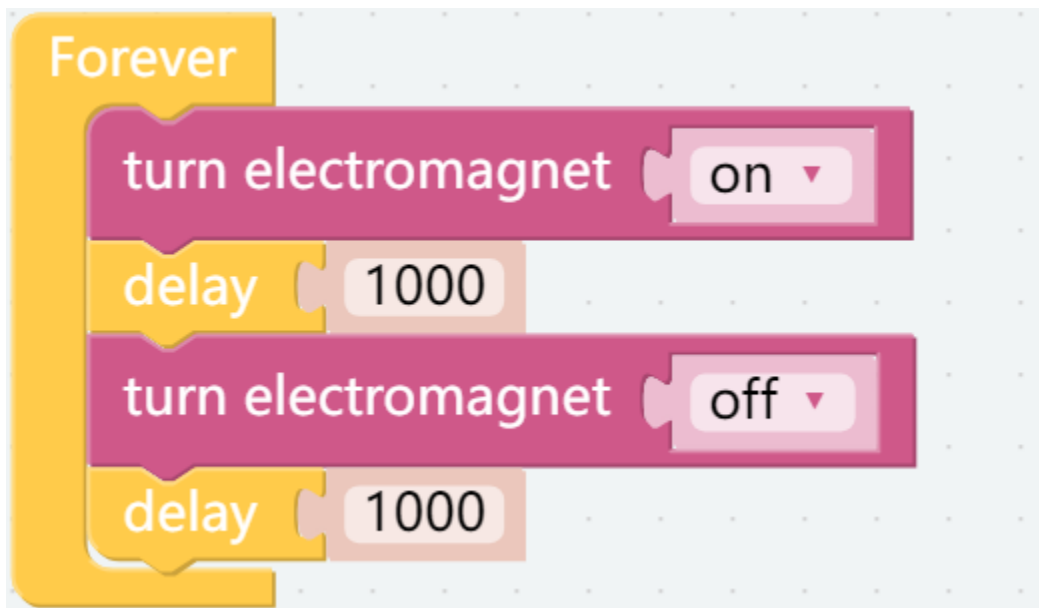 Forever
turn electromagnet on
delay 1000
turn electromagnet off
delay 1000